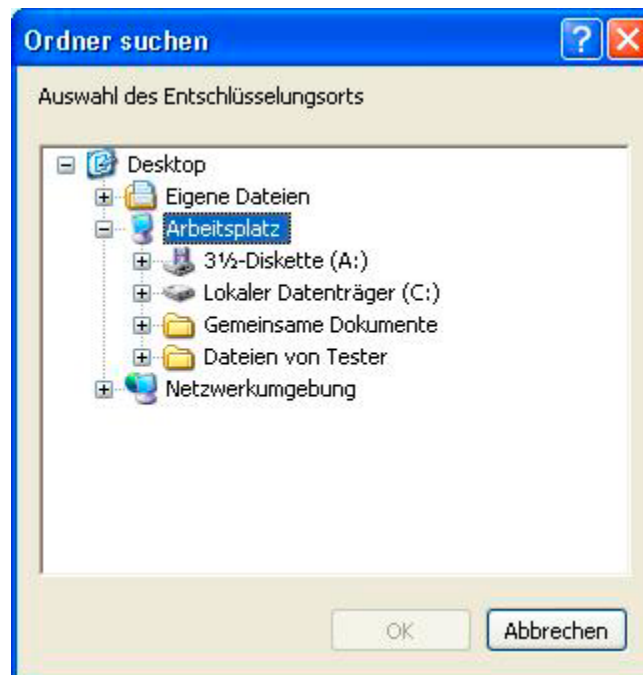 Ordner suchen
Auswahl des Entschlüsselungsorts
Desktop
Eigene Dateien
Arbeitsplatz
3½-Diskette (A:)
Lokaler Datenträger (C:)
Gemeinsame Dokumente
Dateien von Tester
Netzwerkumgebung
OK Abbrechen